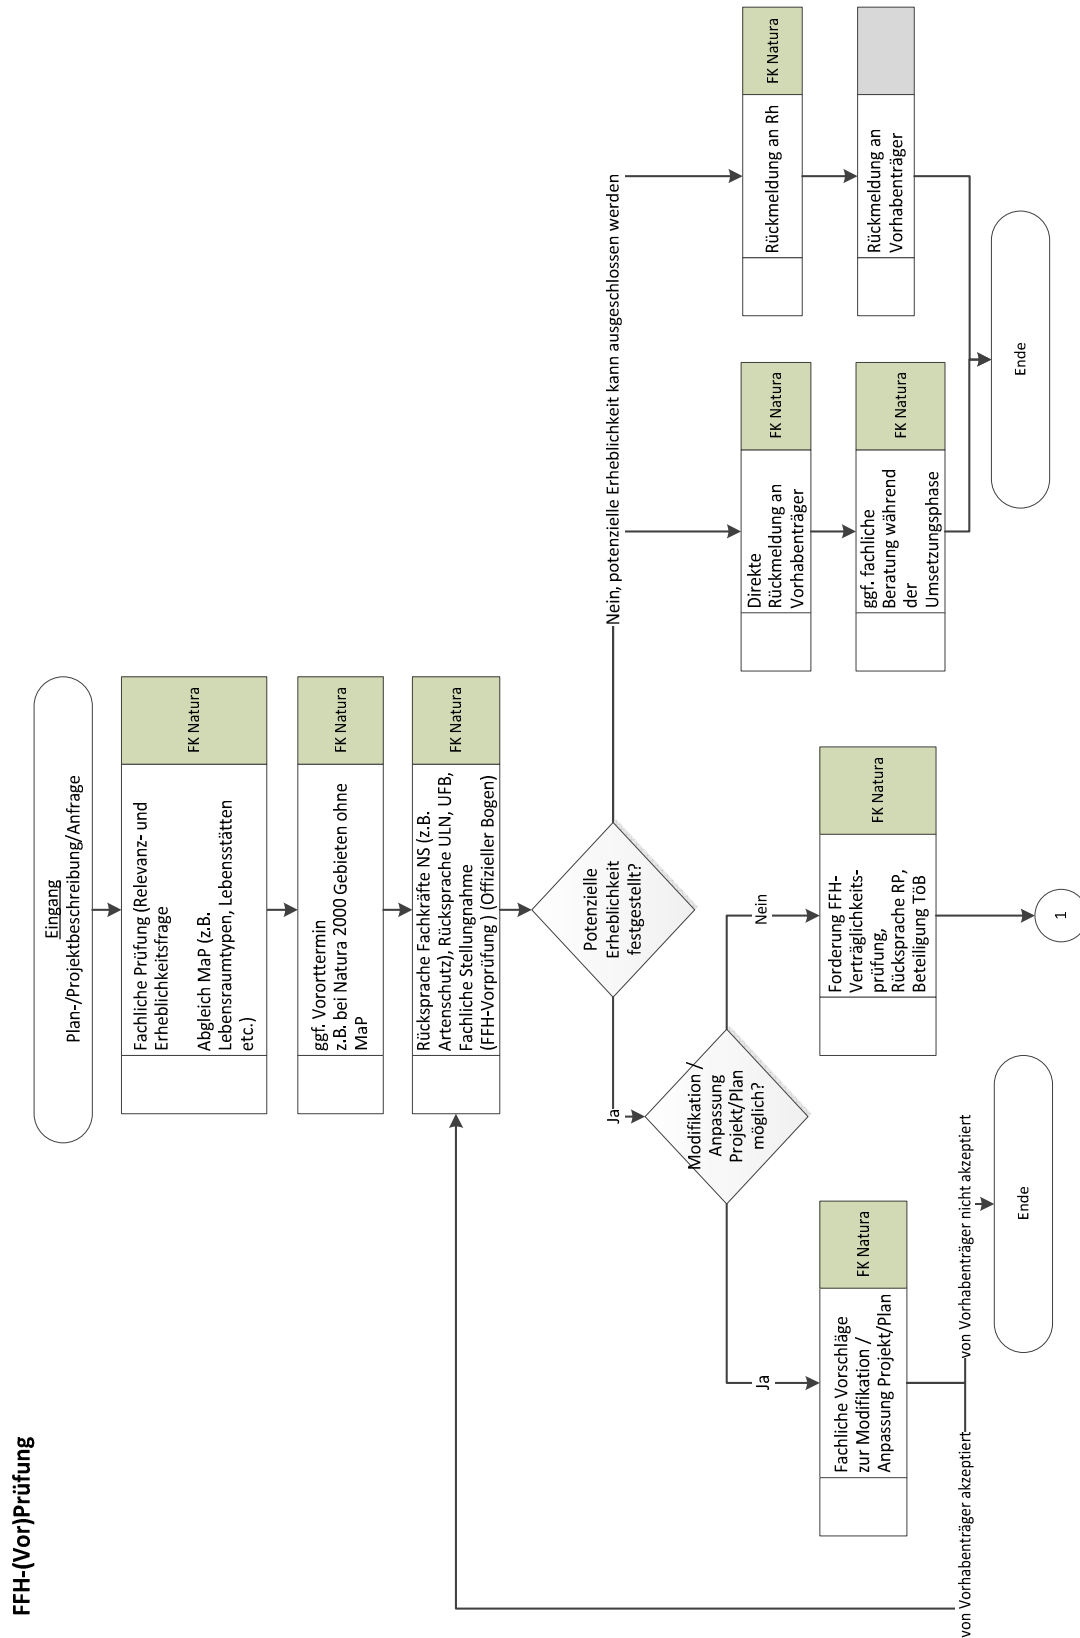 FFH-(Vor)Prüfung
Eingang
Plan-/Projektbeschreibung/Anfrage
Fachliche Prüfung (Relevanz- und
Erheblichkeitsfrage
Abgleich MaP (z.B.
Lebensraumtypen, Lebensstätten
etc.)
FK Natura
ggf. Vororttermin
z.B. bei Natura 2000 Gebieten ohne
MaP
FK Natura
Rücksprache Fachkräfte NS (z.B.
Artenschutz), Rücksprache ULN, UFB,
Fachliche Stellungnahme
(FFH-Vorprüfung ) (Offizieller Bogen)
FK Natura
Potenzielle
Erheblichkeit
festgestellt?
Ja
Nein, potenzielle Erheblichkeit kann ausgeschlossen werden
Modifikation /
Anpassung
Projekt/Plan
möglich?
Ja
Nein
Fachliche Vorschläge
zur Modifikation /
Anpassung Projekt/Plan
FK Natura
von Vorhabenträger akzeptiert
von Vorhabenträger nicht akzeptiert
Ende
Forderung FFH-
Verträglichkeits-
prüfung,
Rücksprache RP,
Beteiligung TöB
FK Natura
1
Direkte
Rückmeldung an
Vorhabenträger
FK Natura
ggf. fachliche
Beratung während
der
Umsetzungsphase
FK Natura
Rückmeldung an Rh
FK Natura
Rückmeldung an
Vorhabenträger
Ende